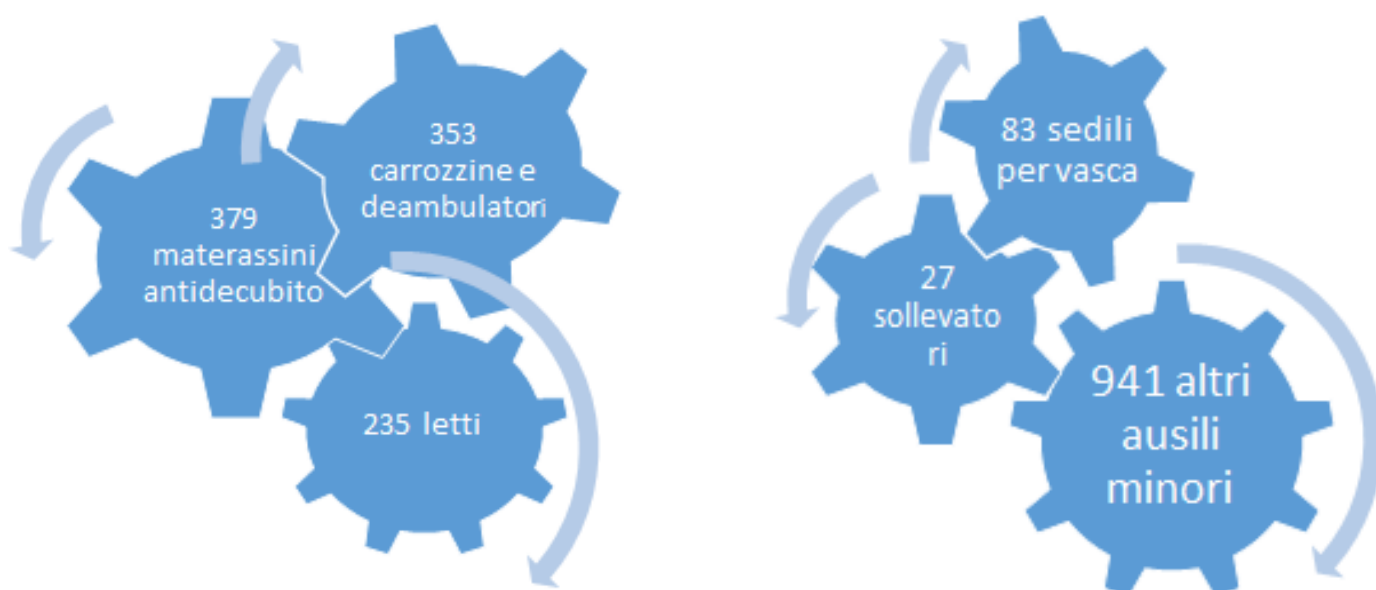 353
carrozzine e
deambulatori
379
materassini
antidecubito
235 letti
83 sedili
per vasca
27
sollevato
ri
941 altri
ausili
minori